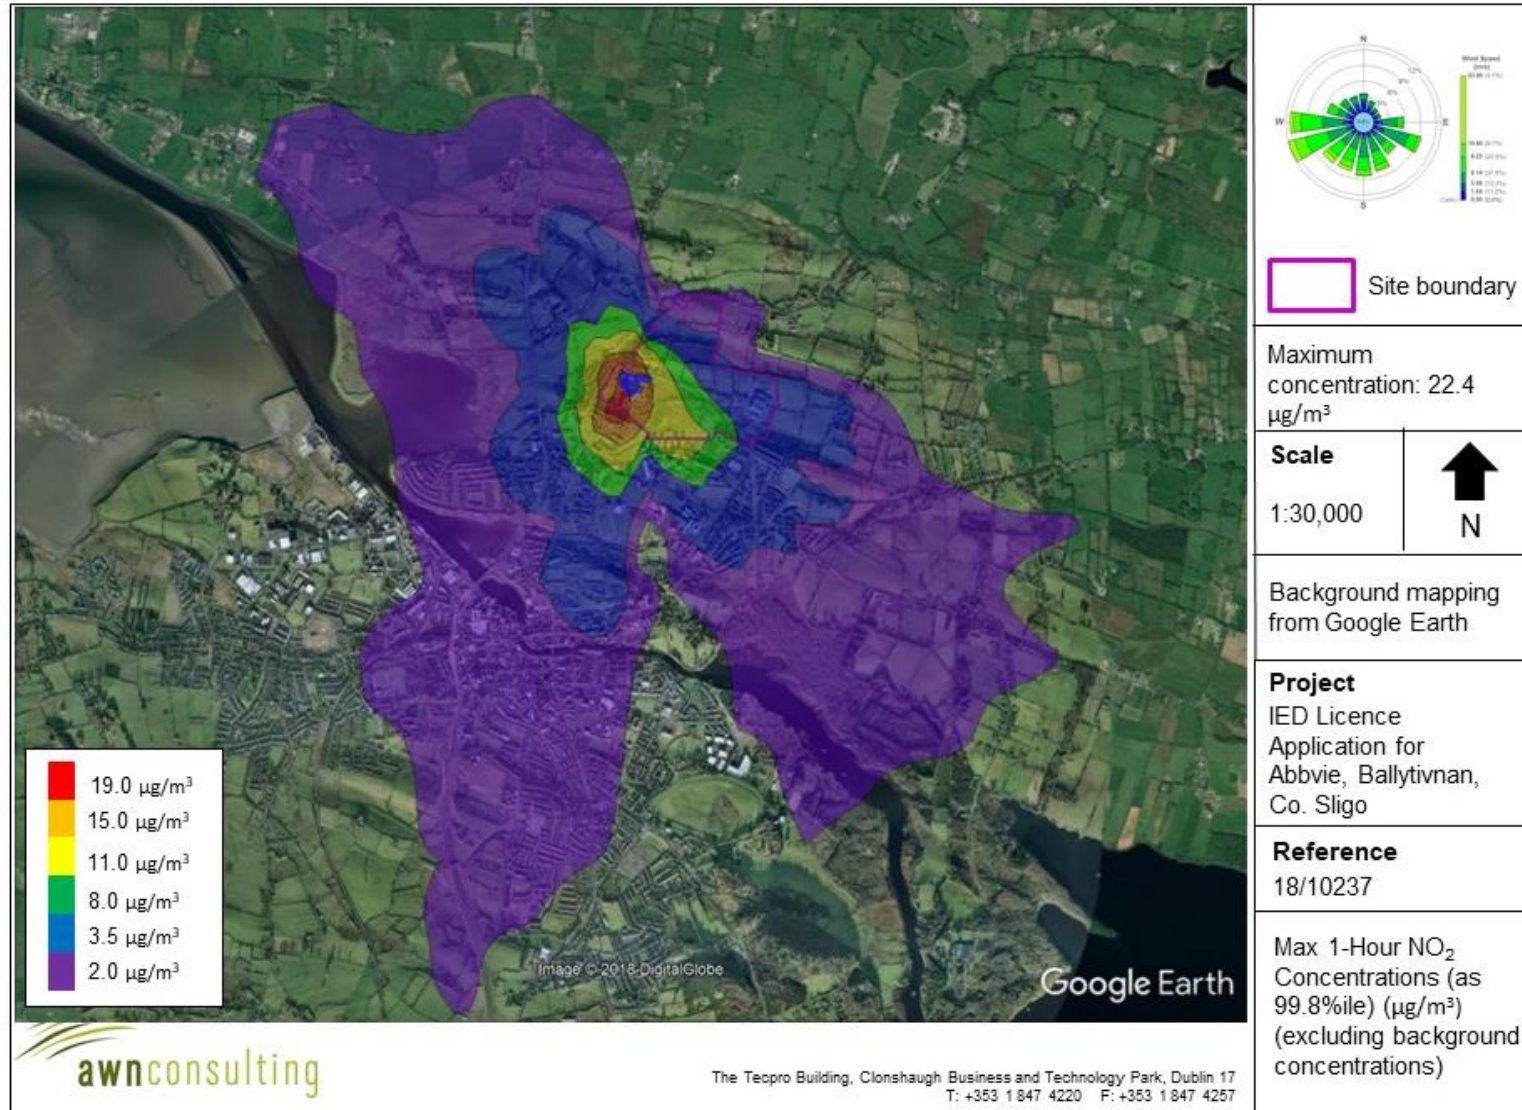 N
W
E
S
12%
Wind Speed
(m/s)
Site boundary
Maximum
concentration: 22.4
µg/m³
Scale
1:30,000
N
Background mapping
from Google Earth
Project
IED Licence
Application for
Abbvie, Ballytivnan,
Co. Sligo
Reference
18/10237
Max 1-Hour NO₂
Concentrations (as
99.8%ile) (µg/m³)
(excluding background
concentrations)
19.0 µg/m³
15.0 µg/m³
11.0 µg/m³
8.0 µg/m³
3.5 µg/m³
2.0 µg/m³
Image © 2018 DigitalGlobe
Google Earth
awnconsulting
The Tecpro Building, Clonshaugh Business and Technology Park, Dublin 17
T: +353 1 847 4220 F: +353 1 847 4257